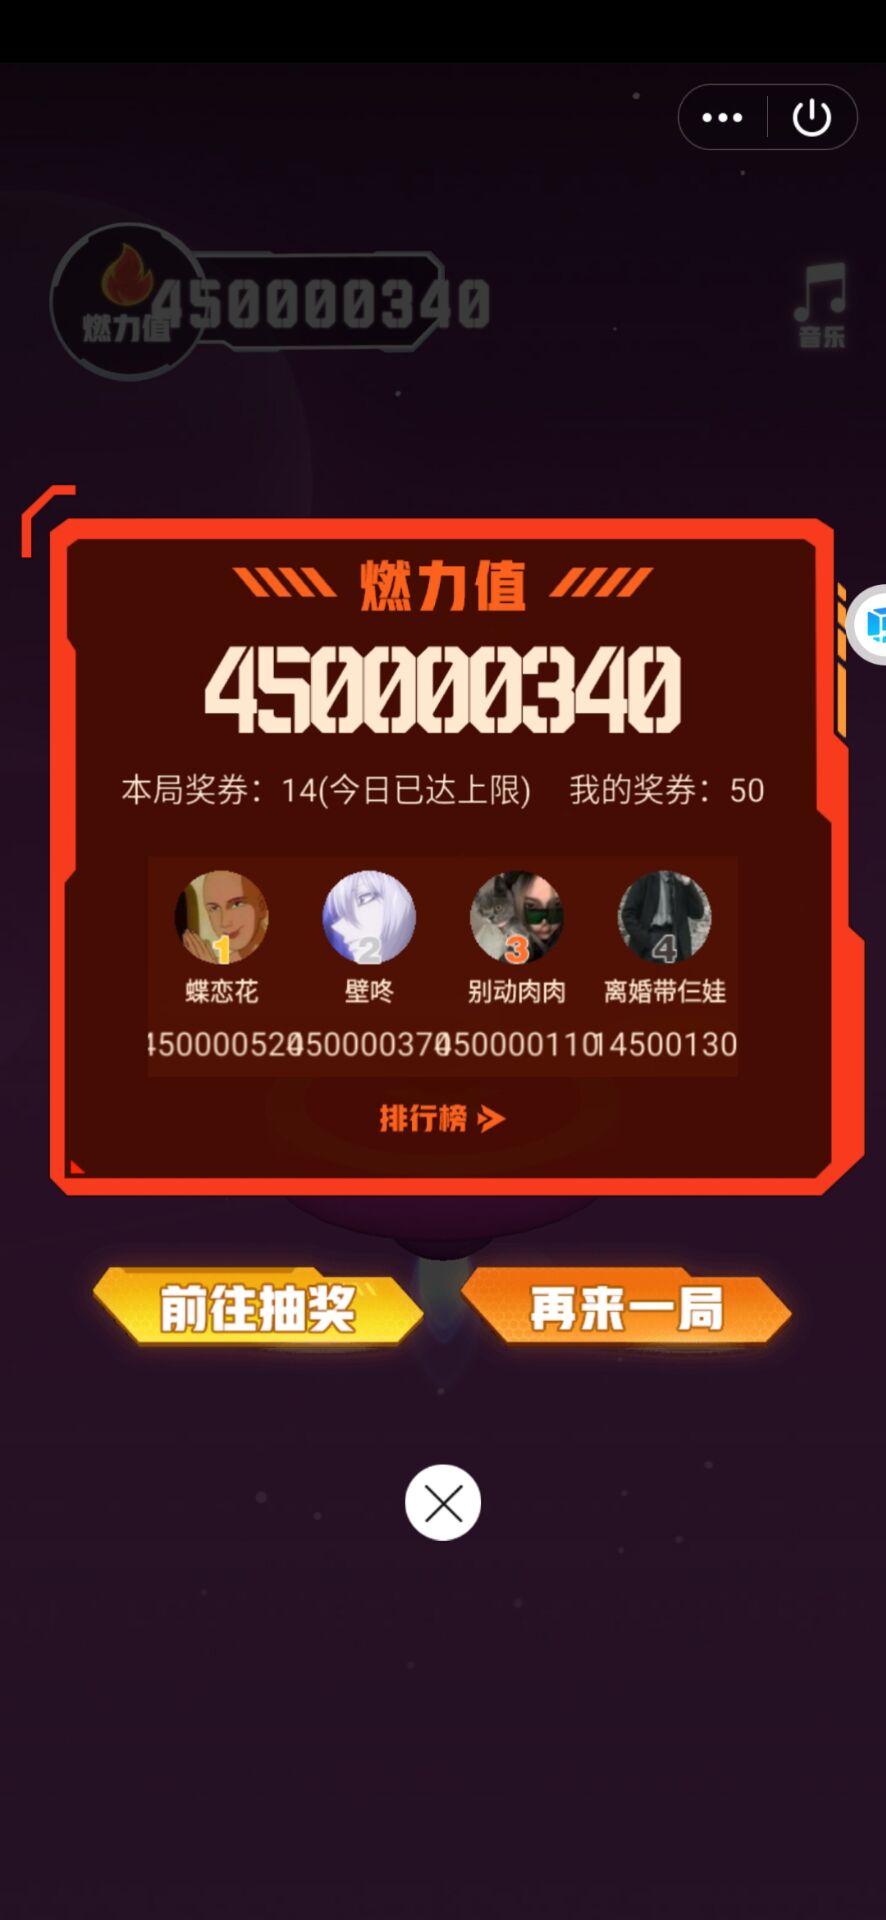 燃力值
450000340
音乐
燃力值
450000340
本局奖券：14(今日已达上限) 我的奖券：50
1 2 3 4
蝶恋花 壁咚 别动肉肉 离婚带仨娃
450000520 450000370 450000110 14500130
排行榜
前往抽奖 再来一局